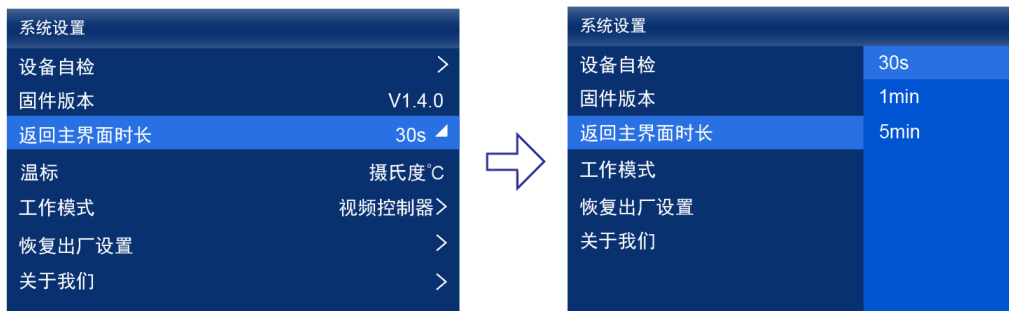 系统设置
设备自检 >
固件版本 V1.4.0
返回主界面时长 30s
温标 摄氏度℃
工作模式 视频控制器>
恢复出厂设置 >
关于我们 >
系统设置
设备自检 30s
固件版本 1min
返回主界面时长 5min
工作模式
恢复出厂设置
关于我们